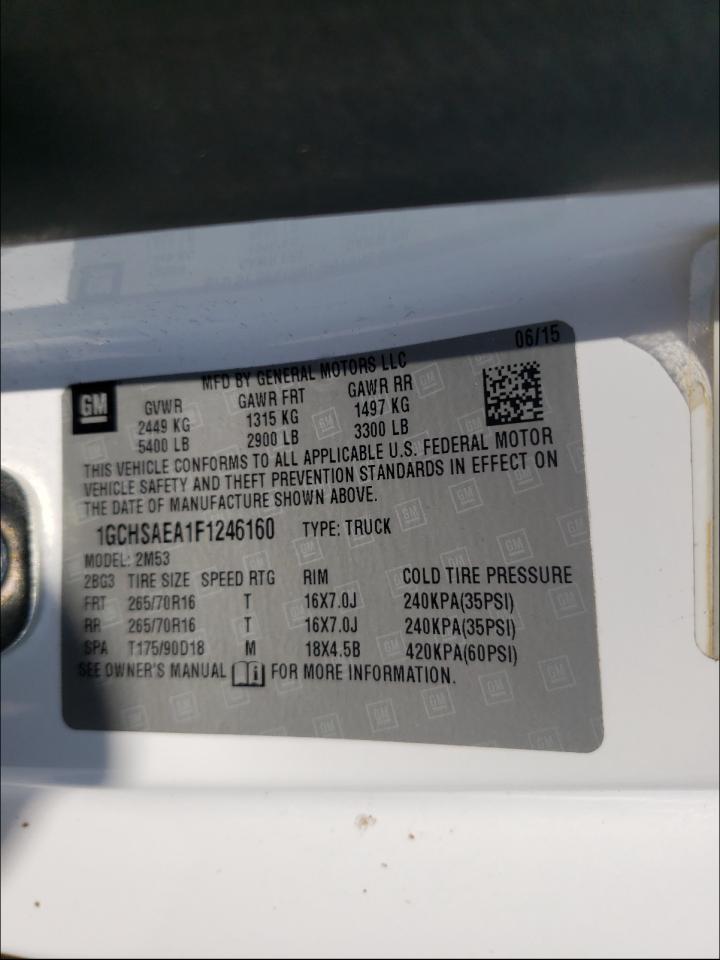 06/15
MFD BY GENERAL MOTORS LLC
GM
GVWR GAWR FRT GAWR RR
2449 KG 1315 KG 1497 KG
5400 LB 2900 LB 3300 LB
THIS VEHICLE CONFORMS TO ALL APPLICABLE U.S. FEDERAL MOTOR
VEHICLE SAFETY AND THEFT PREVENTION STANDARDS IN EFFECT ON
THE DATE OF MANUFACTURE SHOWN ABOVE.
1GCHSAEA1F1246160 TYPE: TRUCK
MODEL: 2M53
2BG3 TIRE SIZE SPEED RTG RIM COLD TIRE PRESSURE
FRT 265/70R16 T 16X7.0J 240KPA(35PSI)
RR 265/70R16 T 16X7.0J 240KPA(35PSI)
SPA T175/90D18 M 18X4.5B 420KPA(60PSI)
SEE OWNER'S MANUAL i FOR MORE INFORMATION.